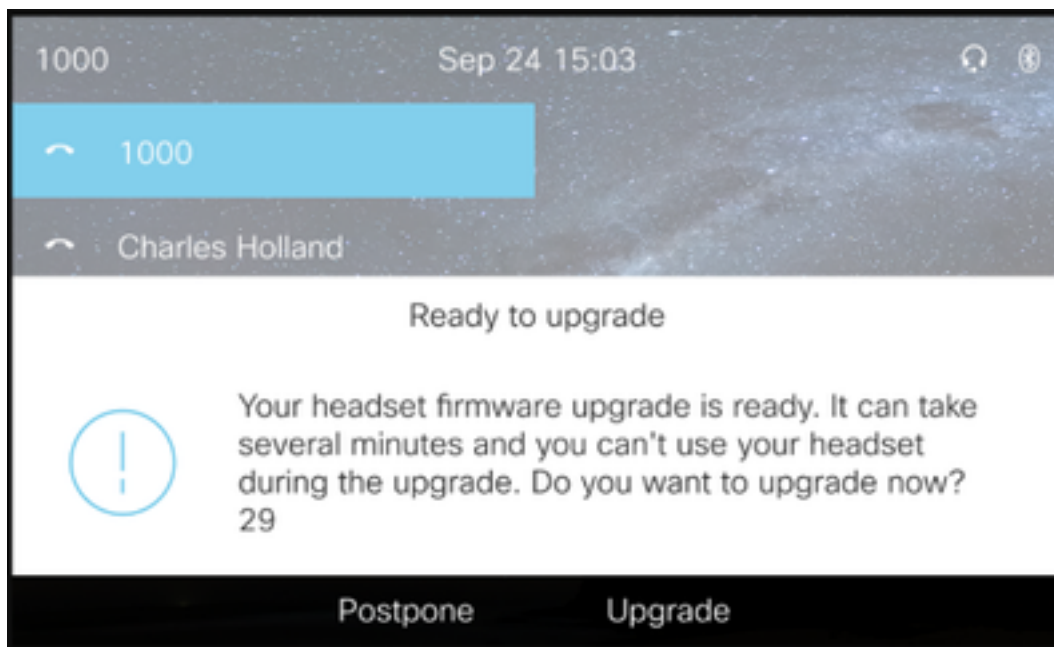 1000 Sep 24 15:03
1000
Charles Holland
Ready to upgrade
Your headset firmware upgrade is ready. It can take
several minutes and you can't use your headset
during the upgrade. Do you want to upgrade now?
29
Postpone Upgrade